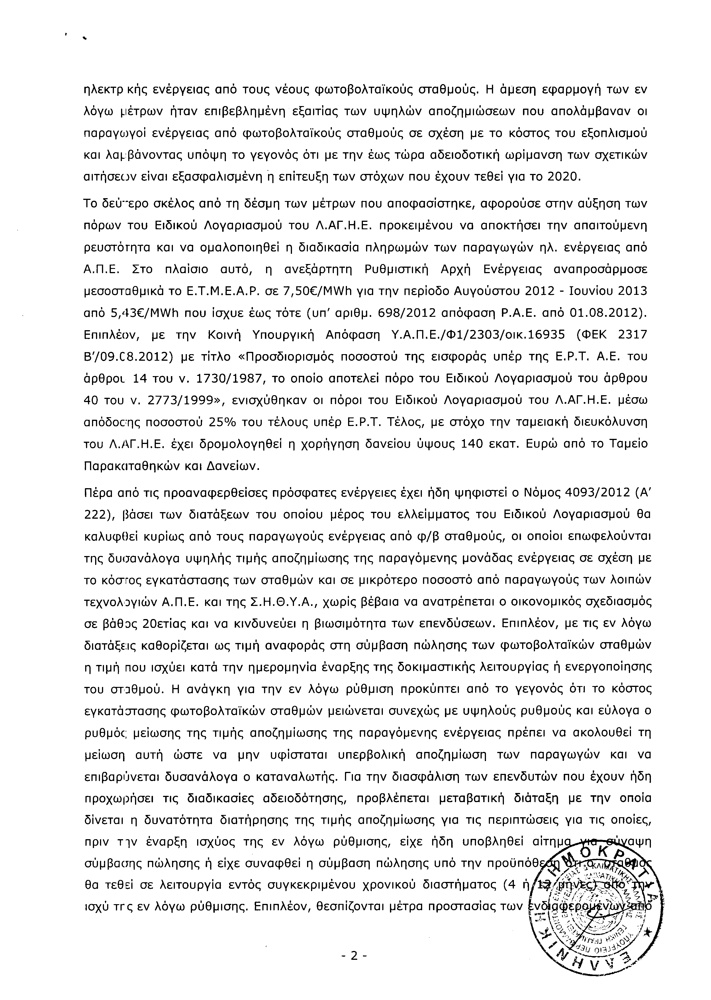 ηλεκτρικής ενέργειας από τους νέους φωτοβολταϊκούς σταθμούς. Η άμεση εφαρμογή των εν
λόγω μέτρων ήταν επιβεβλημένη εξαιτίας των υψηλών αποζημιώσεων που απολάμβαναν οι
παραγωγοί ενέργειας από φωτοβολταϊκούς σταθμούς σε σχέση με το κόστος του εξοπλισμού
και λαμβάνοντας υπόψη το γεγονός ότι με την έως τώρα αδειοδοτική ωρίμανση των σχετικών
αιτήσεων είναι εξασφαλισμένη η επίτευξη των στόχων που έχουν τεθεί για το 2020.
Το δεύτερο σκέλος από τη δέσμη των μέτρων που αποφασίστηκε, αφορούσε στην αύξηση των
πόρων του Ειδικού Λογαριασμού του Λ.ΑΓ.Η.Ε. προκειμένου να αποκτήσει την απαιτούμενη
ρευστότητα και να ομαλοποιηθεί η διαδικασία πληρωμών των παραγωγών ηλ. ενέργειας από
Α.Π.Ε. Στο πλαίσιο αυτό, η ανεξάρτητη Ρυθμιστική Αρχή Ενέργειας αναπροσάρμοσε
μεσοσταθμικά το Ε.Τ.Μ.Ε.Α.Ρ. σε 7,50€/MWh για την περίοδο Αυγούστου 2012 - Ιουνίου 2013
από 5,43€/MWh που ίσχυε έως τότε (υπ' αριθμ. 698/2012 απόφαση Ρ.Α.Ε. από 01.08.2012).
Επιπλέον, με την Κοινή Υπουργική Απόφαση Υ.Α.Π.Ε./Φ1/2303/οικ.16935 (ΦΕΚ 2317
Β'/09.08.2012) με τίτλο «Προσδιορισμός ποσοστού της εισφοράς υπέρ της Ε.Ρ.Τ. Α.Ε. του
άρθρου 14 του ν. 1730/1987, το οποίο αποτελεί πόρο του Ειδικού Λογαριασμού του άρθρου
40 του ν. 2773/1999», ενισχύθηκαν οι πόροι του Ειδικού Λογαριασμού του Λ.ΑΓ.Η.Ε. μέσω
απόδοσης ποσοστού 25% του τέλους υπέρ Ε.Ρ.Τ. Τέλος, με στόχο την ταμειακή διευκόλυνση
του Λ.ΑΓ.Η.Ε. έχει δρομολογηθεί η χορήγηση δανείου ύψους 140 εκατ. Ευρώ από το Ταμείο
Παρακαταθηκών και Δανείων.
Πέρα από τις προαναφερθείσες πρόσφατες ενέργειες έχει ήδη ψηφιστεί ο Νόμος 4093/2012 (Α'
222), βάσει των διατάξεων του οποίου μέρος του ελλείμματος του Ειδικού Λογαριασμού θα
καλυφθεί κυρίως από τους παραγωγούς ενέργειας από φ/β σταθμούς, οι οποίοι επωφελούνται
της δυσανάλογα υψηλής τιμής αποζημίωσης της παραγόμενης μονάδας ενέργειας σε σχέση με
το κόστος εγκατάστασης των σταθμών και σε μικρότερο ποσοστό από παραγωγούς των λοιπών
τεχνολογιών Α.Π.Ε. και της Σ.Η.Θ.Υ.Α., χωρίς βέβαια να ανατρέπεται ο οικονομικός σχεδιασμός
σε βάθος 20ετίας και να κινδυνεύει η βιωσιμότητα των επενδύσεων. Επιπλέον, με τις εν λόγω
διατάξεις καθορίζεται ως τιμή αναφοράς στη σύμβαση πώλησης των φωτοβολταϊκών σταθμών
η τιμή που ισχύει κατά την ημερομηνία έναρξης της δοκιμαστικής λειτουργίας ή ενεργοποίησης
του σταθμού. Η ανάγκη για την εν λόγω ρύθμιση προκύπτει από το γεγονός ότι το κόστος
εγκατάστασης φωτοβολταϊκών σταθμών μειώνεται συνεχώς με υψηλούς ρυθμούς και εύλογα ο
ρυθμός μείωσης της τιμής αποζημίωσης της παραγόμενης ενέργειας πρέπει να ακολουθεί τη
μείωση αυτή ώστε να μην υφίσταται υπερβολική αποζημίωση των παραγωγών και να
επιβαρύνεται δυσανάλογα ο καταναλωτής. Για την διασφάλιση των επενδυτών που έχουν ήδη
προχωρήσει τις διαδικασίες αδειοδότησης, προβλέπεται μεταβατική διάταξη με την οποία
δίνεται η δυνατότητα διατήρησης της τιμής αποζημίωσης για τις περιπτώσεις για τις οποίες,
πριν την έναρξη ισχύος της εν λόγω ρύθμισης, είχε ήδη υποβληθεί αίτημα για σύναψη
σύμβασης πώλησης ή είχε συναφθεί η σύμβαση πώλησης υπό την προϋπόθεση ότι ο σταθμός
θα τεθεί σε λειτουργία εντός συγκεκριμένου χρονικού διαστήματος (4 ή 12 μήνες) από την
ισχύ της εν λόγω ρύθμισης. Επιπλέον, θεσπίζονται μέτρα προστασίας των ενδιαφερομένων από
ΕΛΛΗΝΙΚΗ ΔΗΜΟΚΡΑΤΙΑ
- 2 -